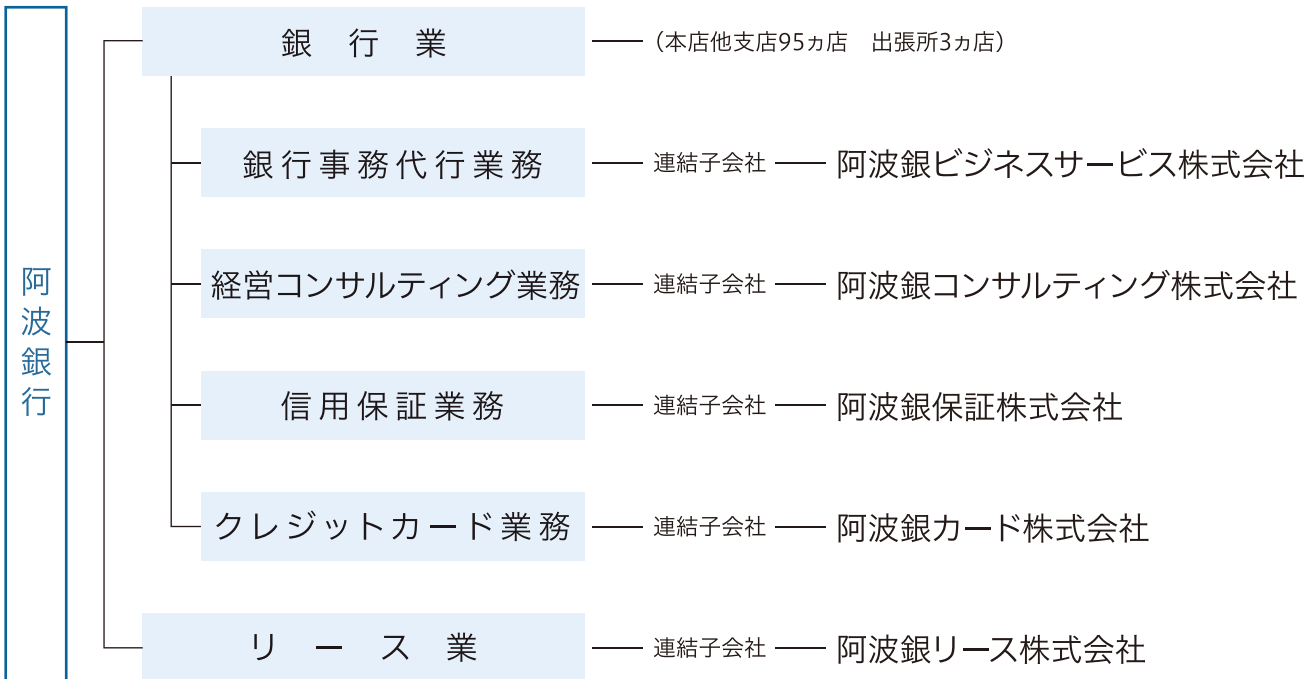 阿波銀行
銀行業 （本店他支店95ヵ店　出張所3ヵ店）
銀行事務代行業務 連結子会社 阿波銀ビジネスサービス株式会社
経営コンサルティング業務 連結子会社 阿波銀コンサルティング株式会社
信用保証業務 連結子会社 阿波銀保証株式会社
クレジットカード業務 連結子会社 阿波銀カード株式会社
リース業 連結子会社 阿波銀リース株式会社